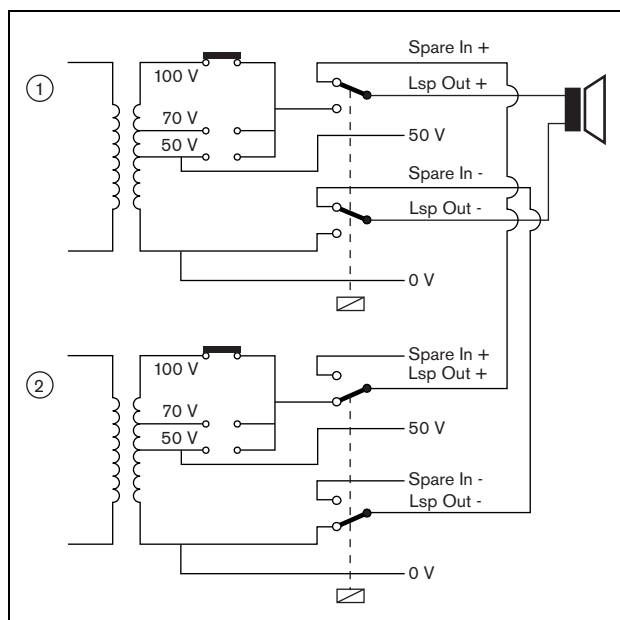 Spare In +
1
100 V
Lsp Out +
70 V
50 V
50 V
Spare In -
Lsp Out -
0 V
2
100 V
Spare In +
Lsp Out +
70 V
50 V
50 V
Spare In -
Lsp Out -
0 V